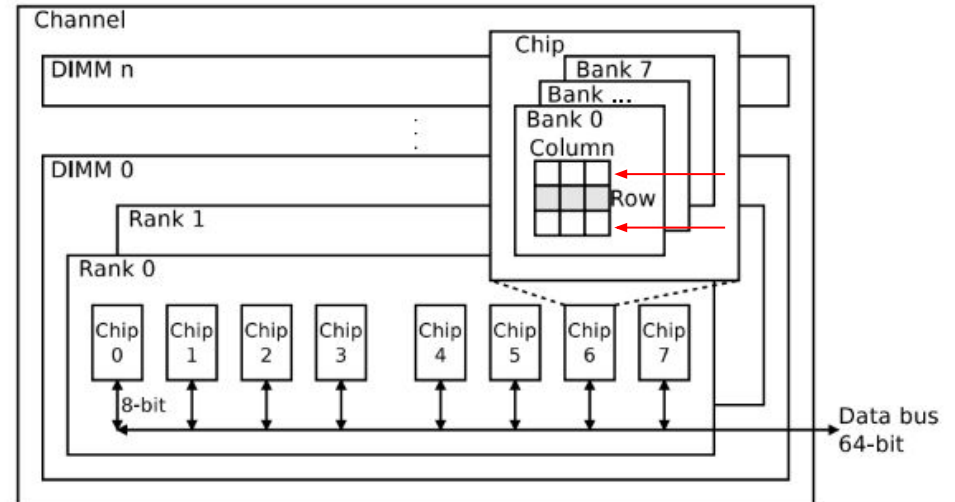 Channel
DIMM n
Chip
Bank 7
Bank ...
Bank 0
Column
Row
DIMM 0
Rank 1
Rank 0
Chip
0
Chip
1
Chip
2
Chip
3
Chip
4
Chip
5
Chip
6
Chip
7
8-bit
Data bus
64-bit